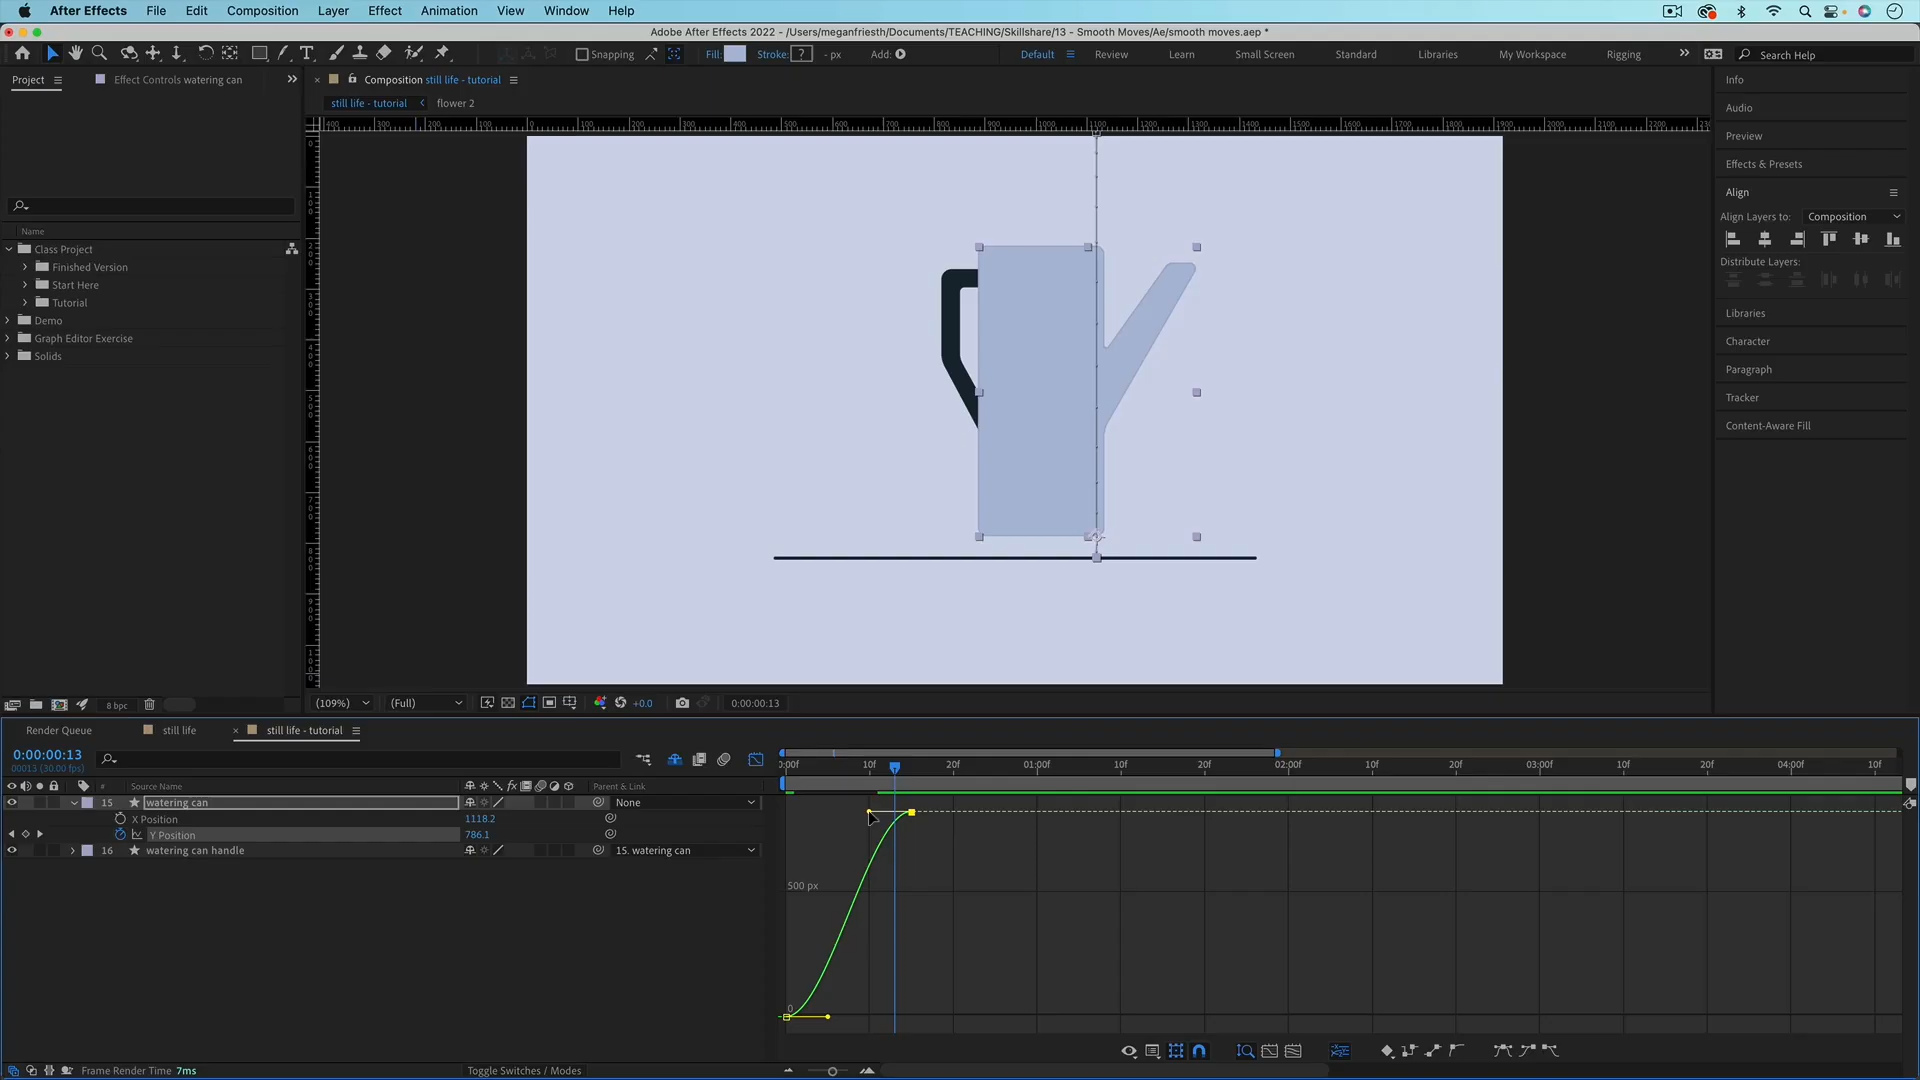 After Effects File Edit Composition Layer Effect Animation View Window Help
Adobe After Effects 2022 - /Users/meganfriesth/Documents/TEACHING/Skillshare/13 - Smooth Moves/Ae/smooth moves.aep *
Snapping Fill: Stroke: ? - px Add: Default Review Learn Small Screen Standard Libraries My Workspace Rigging Search Help
Project Effect Controls watering can
Composition still life - tutorial
still life - tutorial flower 2
Name
Class Project
Finished Version
Start Here
Tutorial
Demo
Graph Editor Exercise
Solids
Info
Audio
Preview
Effects & Presets
Align
Align Layers to: Composition
Distribute Layers:
Libraries
Character
Paragraph
Tracker
Content-Aware Fill
8 bpc
(109%) (Full) +0.0 0:00:00:13
Render Queue still life still life - tutorial
0:00:00:13
00013 (30.00 fps)
# Source Name Parent & Link
15 watering can None
X Position 1118.2
Y Position 786.1
16 watering can handle 15. watering can
0:00f 10f 20f 01:00f 10f 20f 02:00f 10f 20f 03:00f 10f 20f 04:00f 10f
500 px
0
Frame Render Time 7ms
Toggle Switches / Modes